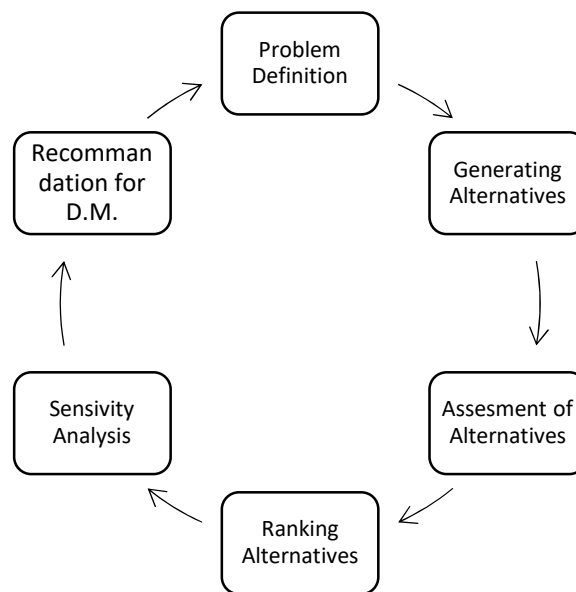 Problem
Definition
Generating
Alternatives
Assesment of
Alternatives
Ranking
Alternatives
Sensivity
Analysis
Recomman
dation for
D.M.